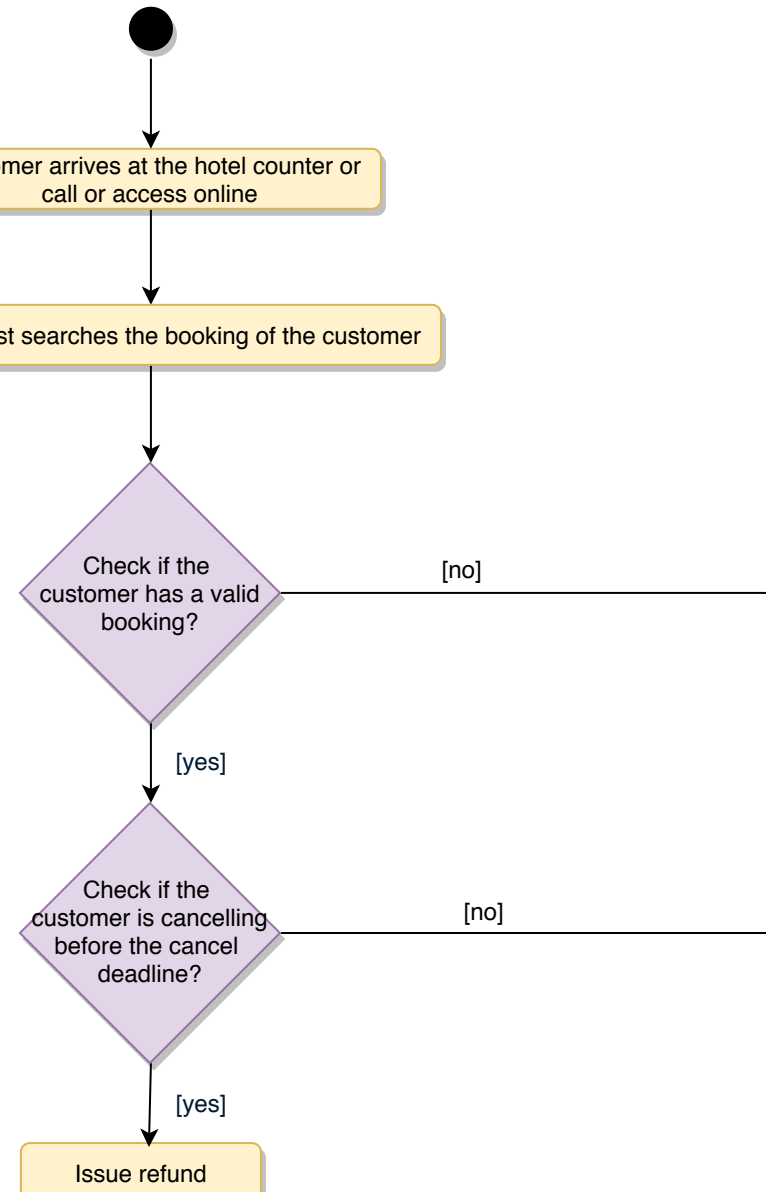 mer arrives at the hotel counter or
call or access online
st searches the booking of the customer
Check if the
customer has a valid
booking?
[no]
[yes]
Check if the
customer is cancelling
before the cancel
deadline?
[no]
[yes]
Issue refund